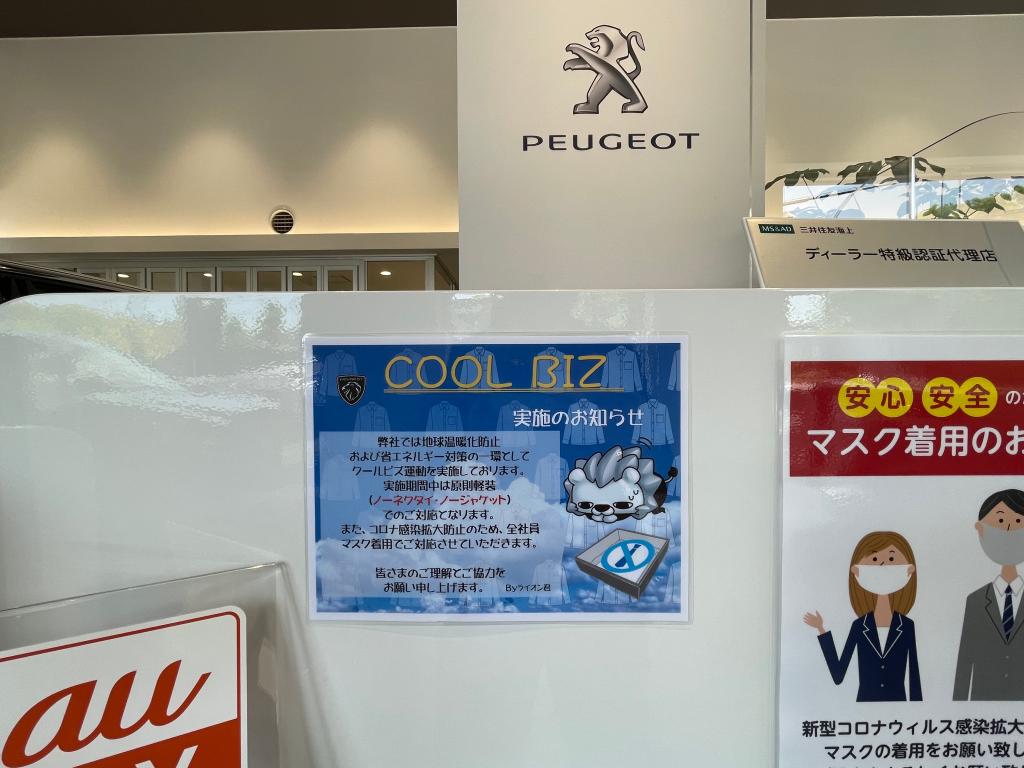 PEUGEOT
MS&AD 三井住友海上
ディーラー特級認証代理店
COOL BIZ
実施のお知らせ
弊社では地球温暖化防止
および省エネルギー対策の一環として
クールビズ運動を実施しております。
実施期間中は原則軽装
(ノーネクタイ・ノージャケット)
でのご対応となります。
また、コロナ感染拡大防止のため、全社員
マスク着用でご対応させていただきます。
皆さまのご理解とご協力を
お願い申し上げます。 Byライオン君
安心 安全 の
マスク着用のお
新型コロナウィルス感染拡大
マスクの着用をお願い致し
au